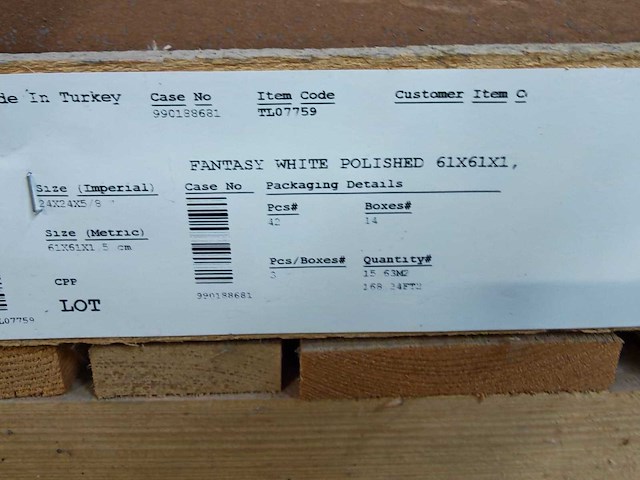 de In Turkey Case No Item Code Customer Item C
990188681 TL07759
FANTASY WHITE POLISHED 61X61X1,
Size (Imperial) Case No Packaging Details
24X24X5/8 "
Pcs# Boxes#
42 14
Size (Metric)
61X61X1 5 cm
Pcs/Boxes# Quantity#
3 15 63M2
168 24FT2
CPP
990188681
LOT
L07759